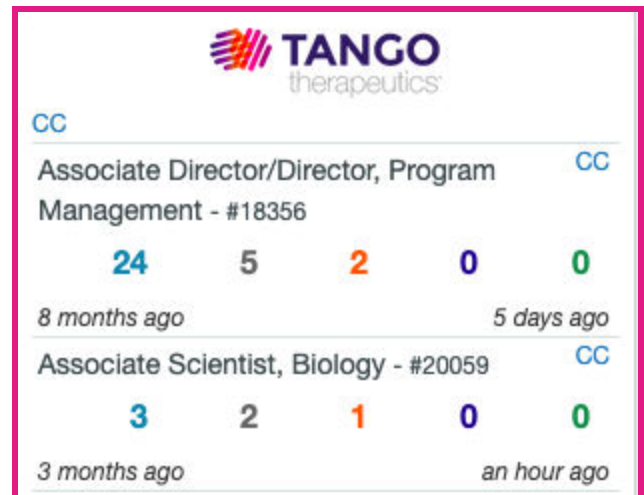 TANGO
therapeutics
CC
Associate Director/Director, Program CC
Management - #18356
24 5 2 0 0
8 months ago 5 days ago
Associate Scientist, Biology - #20059 CC
3 2 1 0 0
3 months ago an hour ago